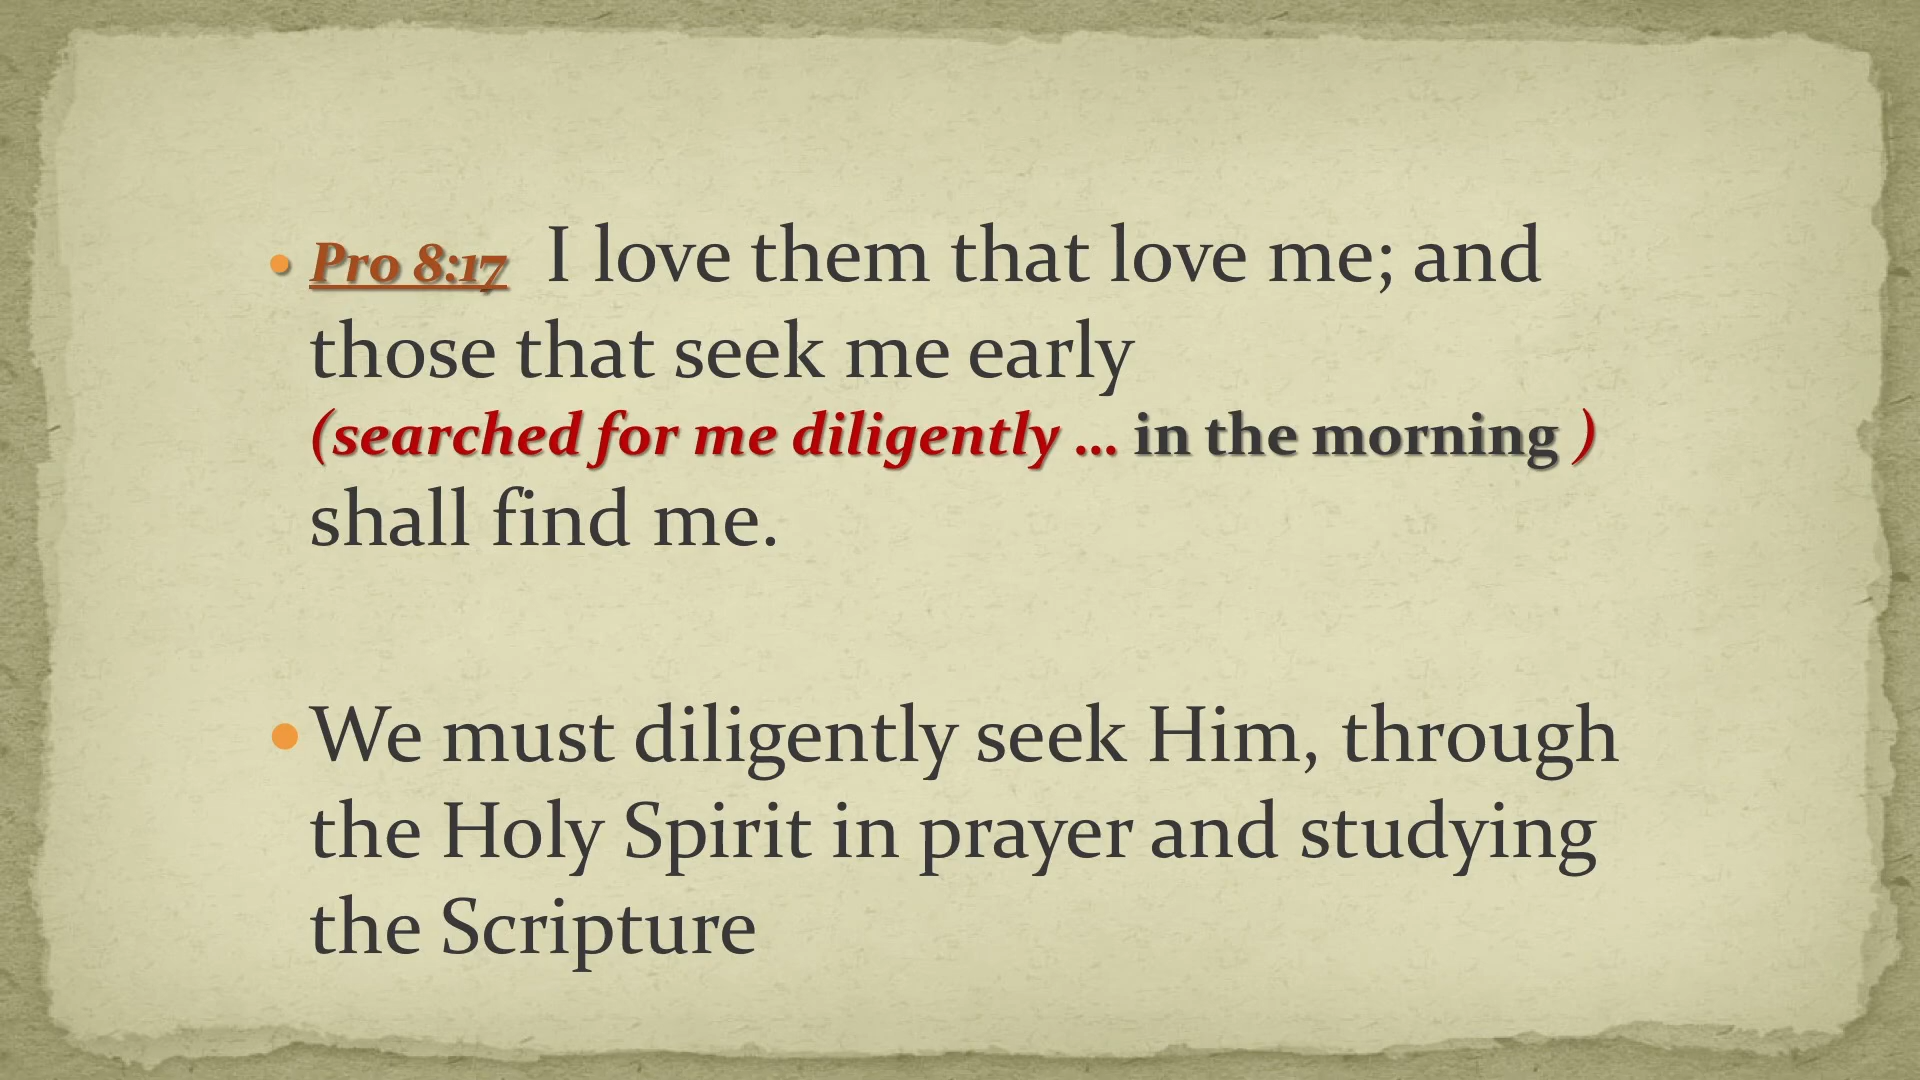 • Pro 8:17 I love them that love me; and
those that seek me early
(searched for me diligently ... in the morning )
shall find me.
• We must diligently seek Him, through
the Holy Spirit in prayer and studying
the Scripture